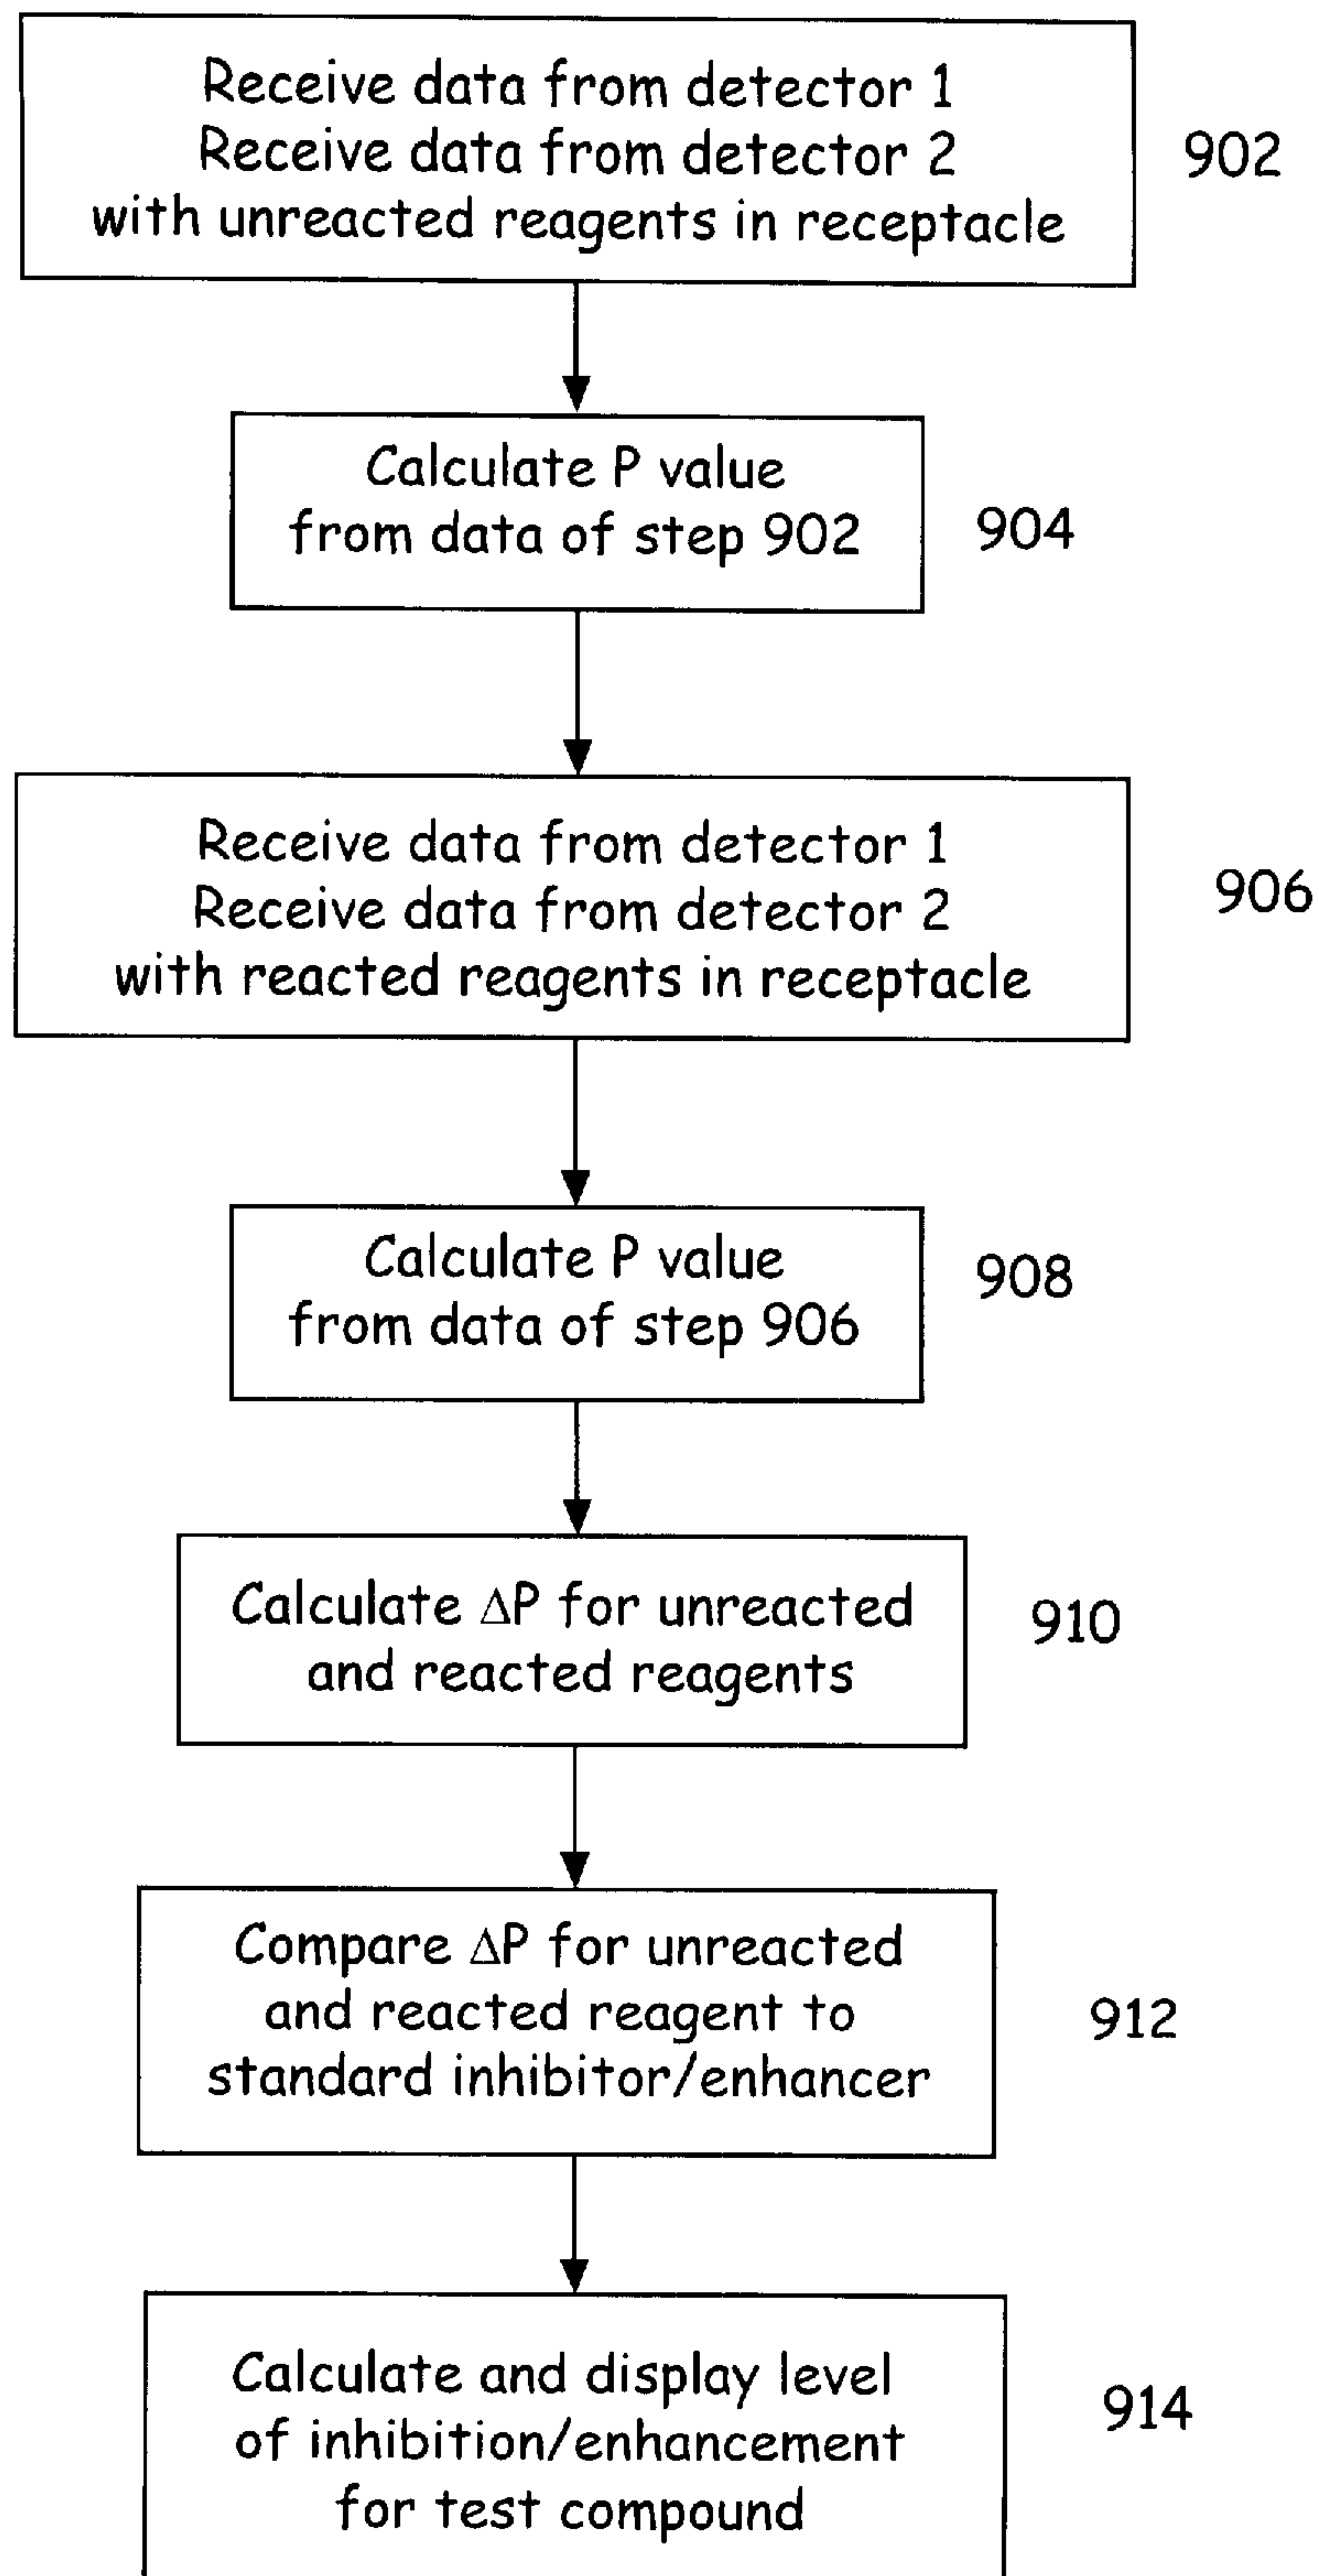 Receive data from detector 1
Receive data from detector 2
with unreacted reagents in receptacle
902
Calculate P value
from data of step 902
904
Receive data from detector 1
Receive data from detector 2
with reacted reagents in receptacle
906
Calculate P value
from data of step 906
908
Calculate ΔP for unreacted
and reacted reagents
910
Compare ΔP for unreacted
and reacted reagent to
standard inhibitor/enhancer
912
Calculate and display level
of inhibition/enhancement
for test compound
914